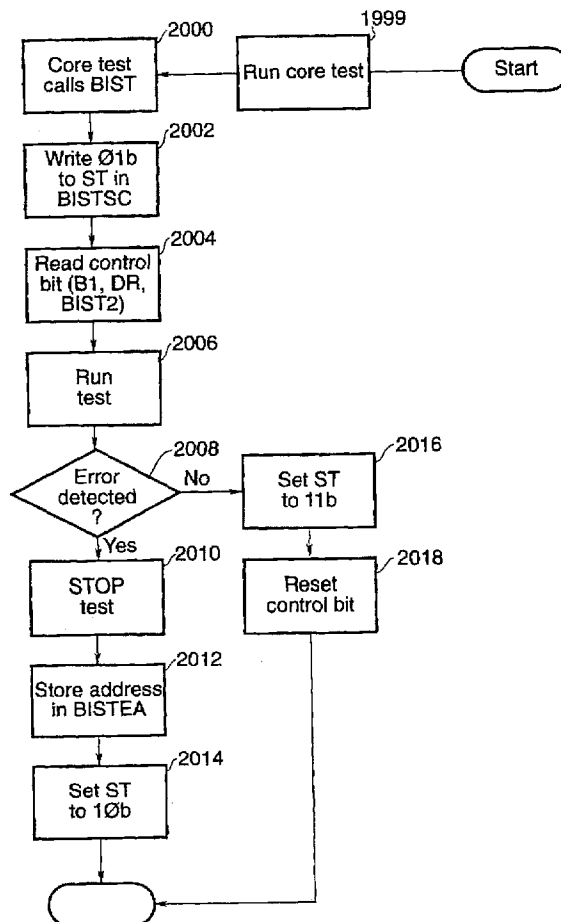 Start
1999
Run core test
2000
Core test
calls BIST
2002
Write Ø1b
to ST in
BISTSC
2004
Read control
bit (B1, DR,
BIST2)
2006
Run
test
2008
Error
detected
?
No
Yes
2010
STOP
test
2012
Store address
in BISTEA
2014
Set ST
to 1Øb
2016
Set ST
to 11b
2018
Reset
control bit